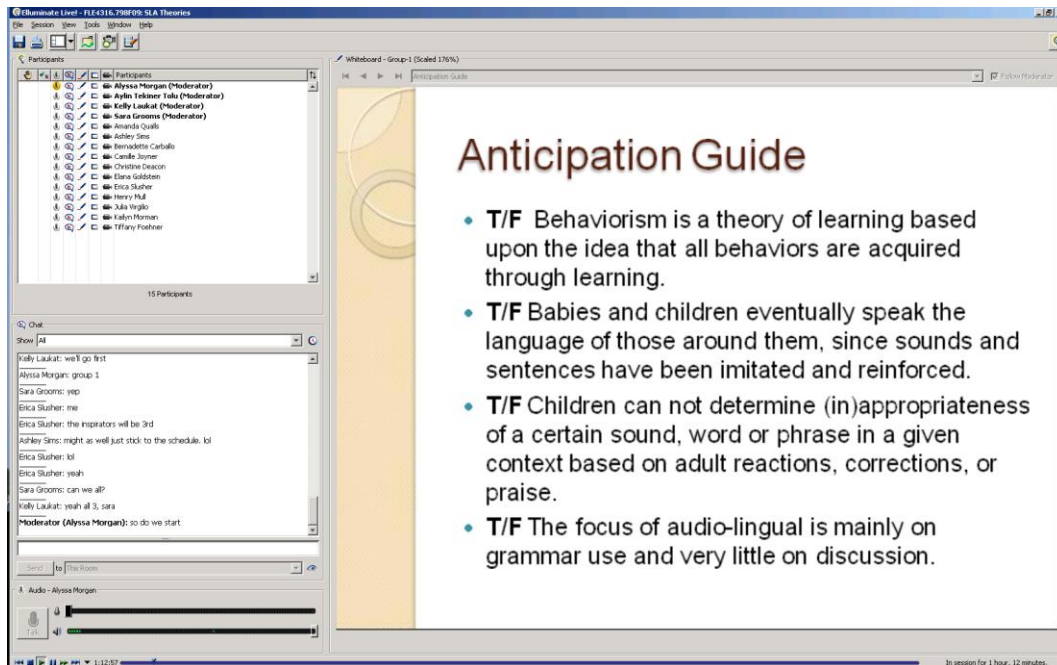 Elluminate Live! - FLE4316.798F09: SLA Theories
File Session View Tools Window Help
Participants
Participants
Alyssa Morgan (Moderator)
Aylin Tekiner Tolu (Moderator)
Kelly Laukat (Moderator)
Sara Grooms (Moderator)
Amanda Qualls
Ashley Sims
Bernadette Carballo
Camille Joyner
Christine Deacon
Elana Goldstein
Erica Slusher
Henry Mull
Julia Virgilio
Kailyn Morman
Tiffany Foehner
15 Participants
Chat
Show All
Kelly Laukat: we'll go first
Alyssa Morgan: group 1
Sara Grooms: yep
Erica Slusher: me
Erica Slusher: the inspirators will be 3rd
Ashley Sims: might as well just stick to the schedule. lol
Erica Slusher: lol
Erica Slusher: yeah
Sara Grooms: can we all?
Kelly Laukat: yeah all 3, sara
Moderator (Alyssa Morgan): so do we start
Send to This Room
Audio - Alyssa Morgan
Talk
1:12:57
Whiteboard - Group-1 (Scaled 176%)
Anticipation Guide
Follow Moderator
Anticipation Guide
• T/F Behaviorism is a theory of learning based
upon the idea that all behaviors are acquired
through learning.
• T/F Babies and children eventually speak the
language of those around them, since sounds and
sentences have been imitated and reinforced.
• T/F Children can not determine (in)appropriateness
of a certain sound, word or phrase in a given
context based on adult reactions, corrections, or
praise.
• T/F The focus of audio-lingual is mainly on
grammar use and very little on discussion.
In session for 1 hour, 12 minutes